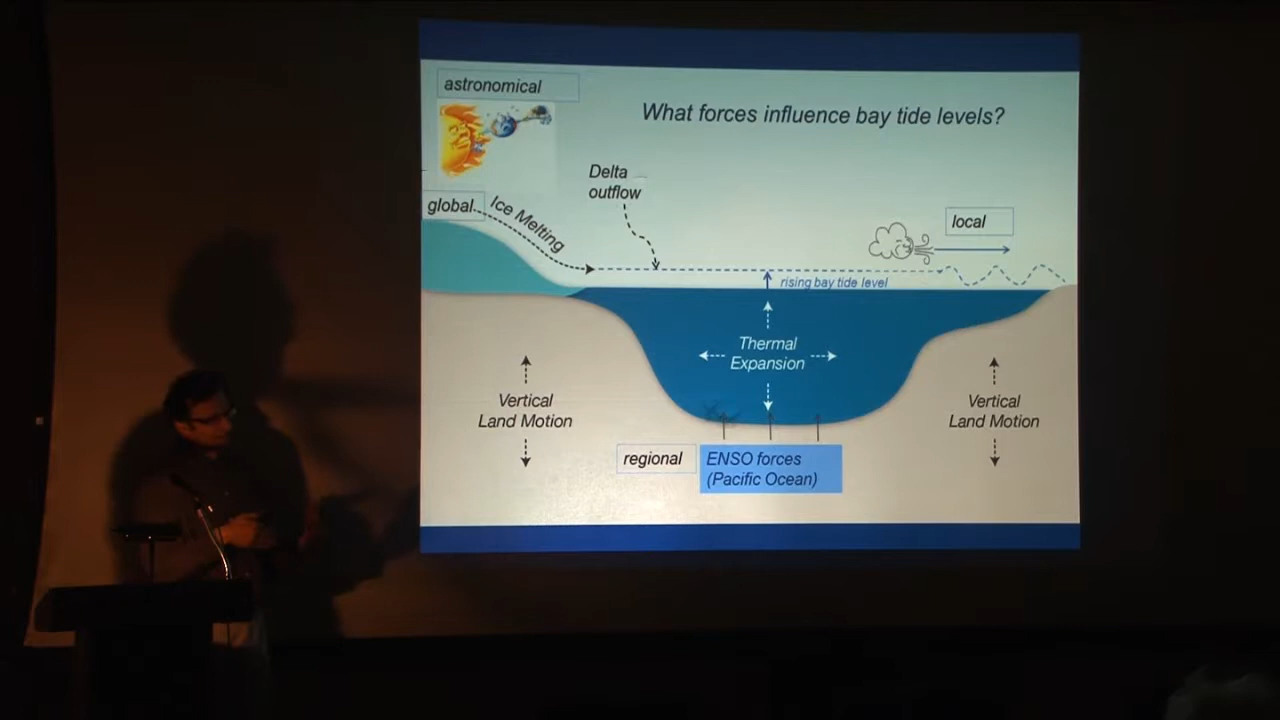 astronomical
What forces influence bay tide levels?
Delta
outflow
global
Ice Melting
local
rising bay tide level
Thermal
Expansion
Vertical
Land Motion
Vertical
Land Motion
regional
ENSO forces
(Pacific Ocean)